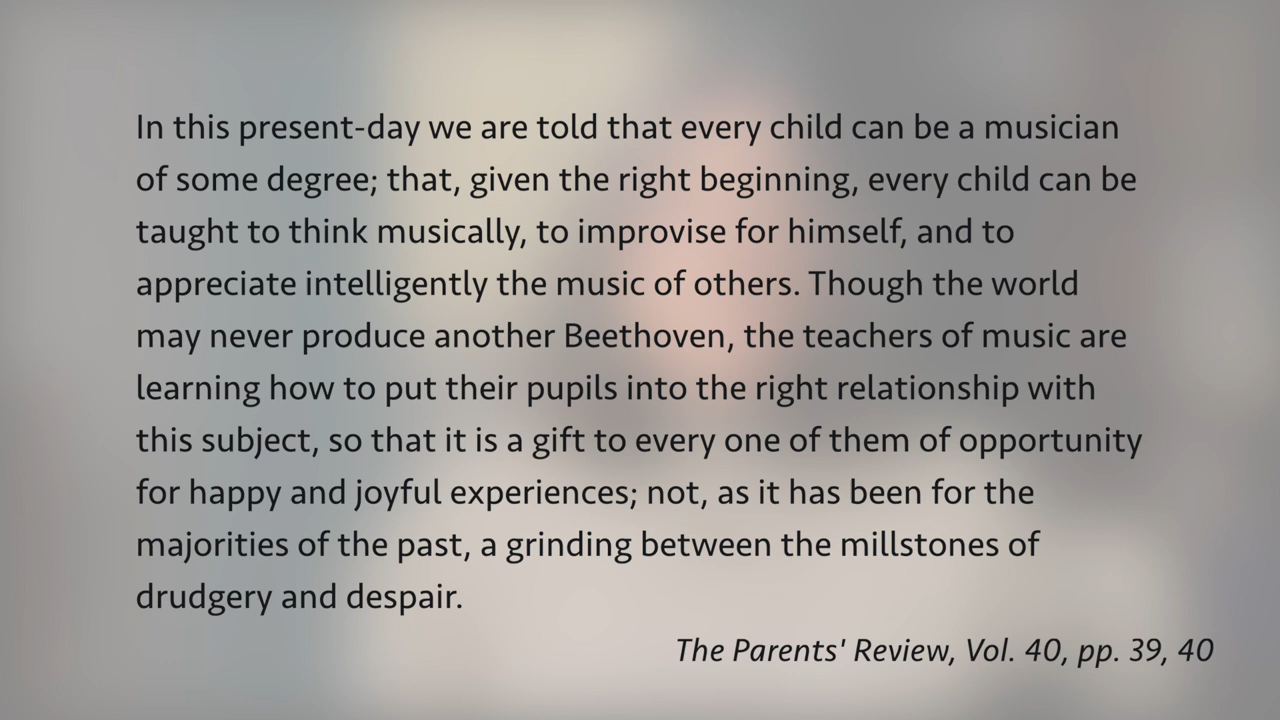 In this present-day we are told that every child can be a musician
of some degree; that, given the right beginning, every child can be
taught to think musically, to improvise for himself, and to
appreciate intelligently the music of others. Though the world
may never produce another Beethoven, the teachers of music are
learning how to put their pupils into the right relationship with
this subject, so that it is a gift to every one of them of opportunity
for happy and joyful experiences; not, as it has been for the
majorities of the past, a grinding between the millstones of
drudgery and despair.
The Parents' Review, Vol. 40, pp. 39, 40